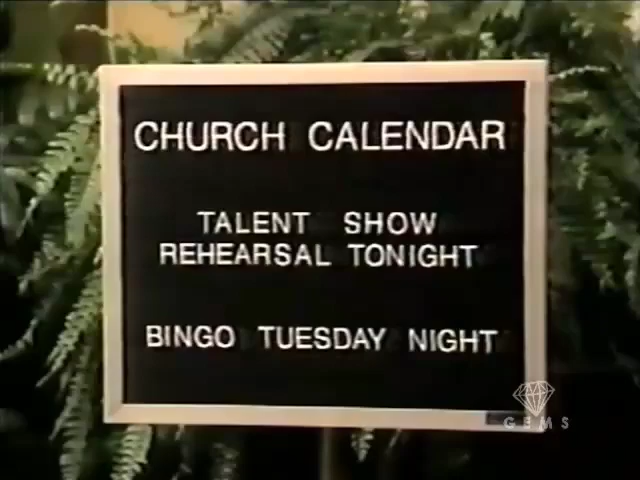 CHURCH CALENDAR
TALENT SHOW
REHEARSAL TONIGHT
BINGO TUESDAY NIGHT
GEMS